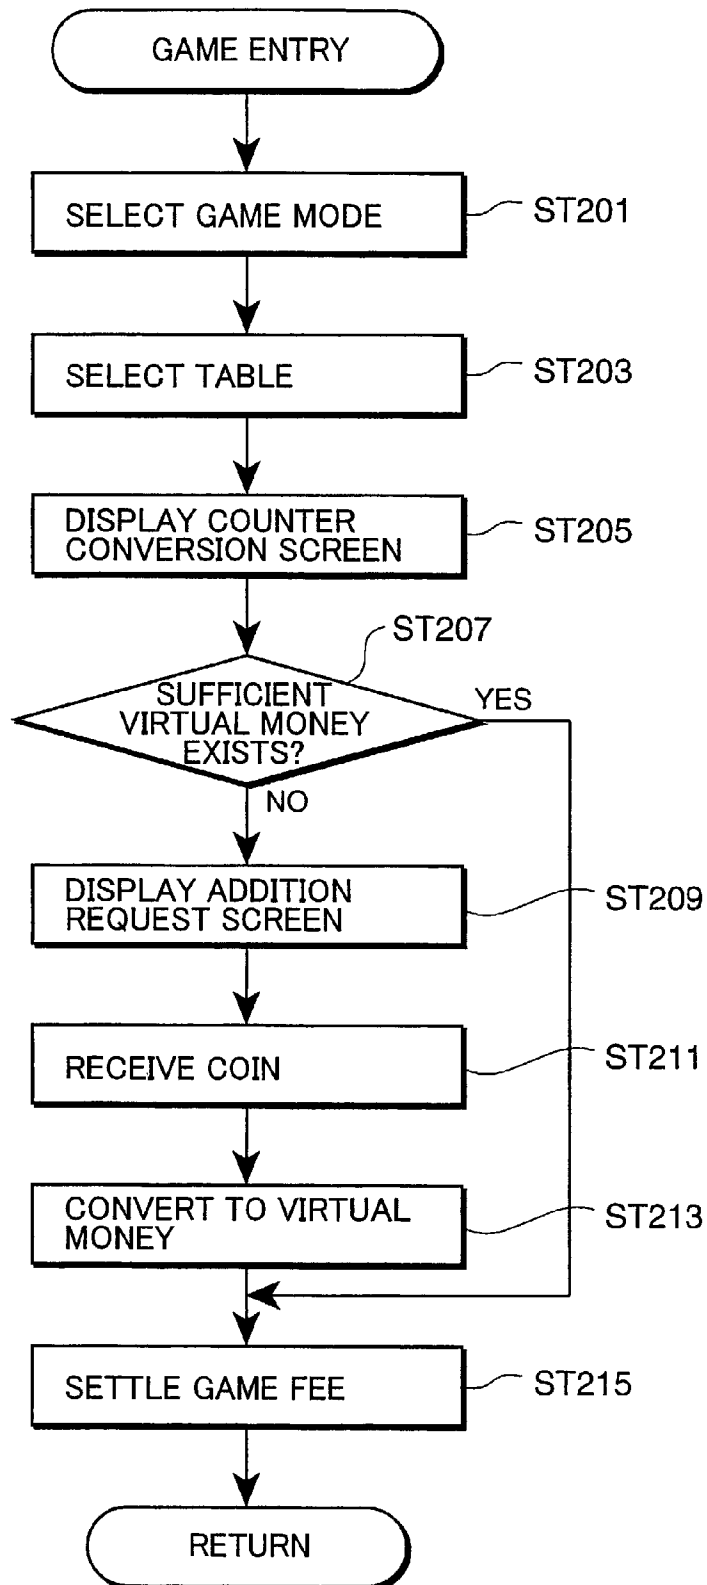 GAME ENTRY
SELECT GAME MODE
ST201
SELECT TABLE
ST203
DISPLAY COUNTER
CONVERSION SCREEN
ST205
ST207
SUFFICIENT
VIRTUAL MONEY
EXISTS?
YES
NO
DISPLAY ADDITION
REQUEST SCREEN
ST209
RECEIVE COIN
ST211
CONVERT TO VIRTUAL
MONEY
ST213
SETTLE GAME FEE
ST215
RETURN